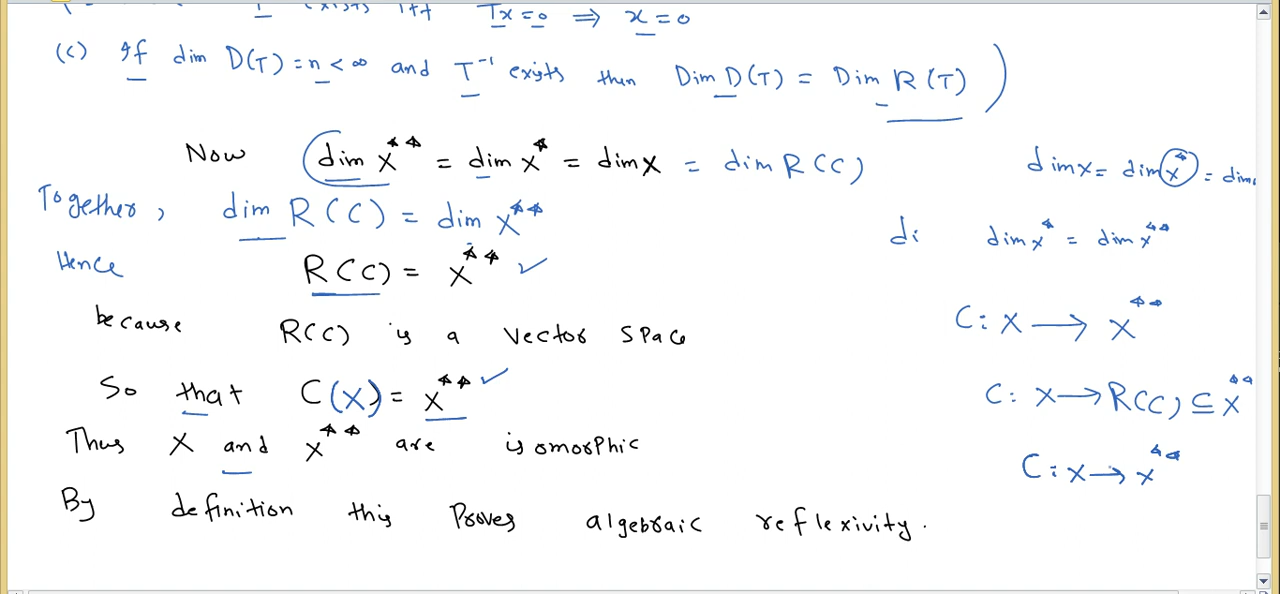 T⁻¹ exists iff Tx = 0 ⇒ x = 0
(c) If dim D(T) = n < ∞ and T⁻¹ exists then Dim D(T) = Dim R(T))
Now (dim X** = dim X* = dim X = dim R(C)
Together, dim R(C) = dim X**
Hence R(C) = X** ✓
because R(C) is a vector space
So that C(X) = X** ✓
Thus X and X** are isomorphic
By definition this Proves algebraic reflexivity.
dim X = dim X* = dim
di dim X* = dim X**
C: X → X**
C: X → R(C) ⊆ X**
C: X → X**